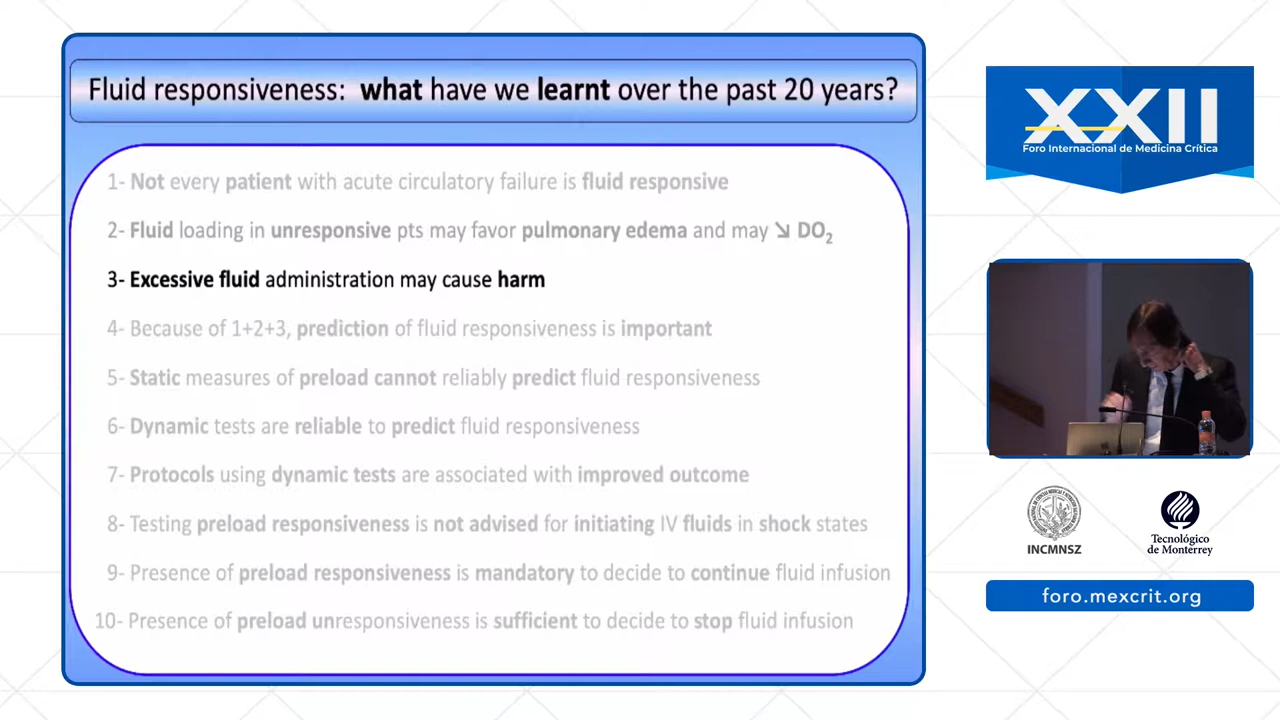 Fluid responsiveness: what have we learnt over the past 20 years?
1- Not every patient with acute circulatory failure is fluid responsive
2- Fluid loading in unresponsive pts may favor pulmonary edema and may ↘ DO₂
3- Excessive fluid administration may cause harm
4- Because of 1+2+3, prediction of fluid responsiveness is important
5- Static measures of preload cannot reliably predict fluid responsiveness
6- Dynamic tests are reliable to predict fluid responsiveness
7- Protocols using dynamic tests are associated with improved outcome
8- Testing preload responsiveness is not advised for initiating IV fluids in shock states
9- Presence of preload responsiveness is mandatory to decide to continue fluid infusion
10- Presence of preload unresponsiveness is sufficient to decide to stop fluid infusion
XXII
Foro Internacional de Medicina Crítica
INCMNSZ
Tecnológico
de Monterrey
foro.mexcrit.org